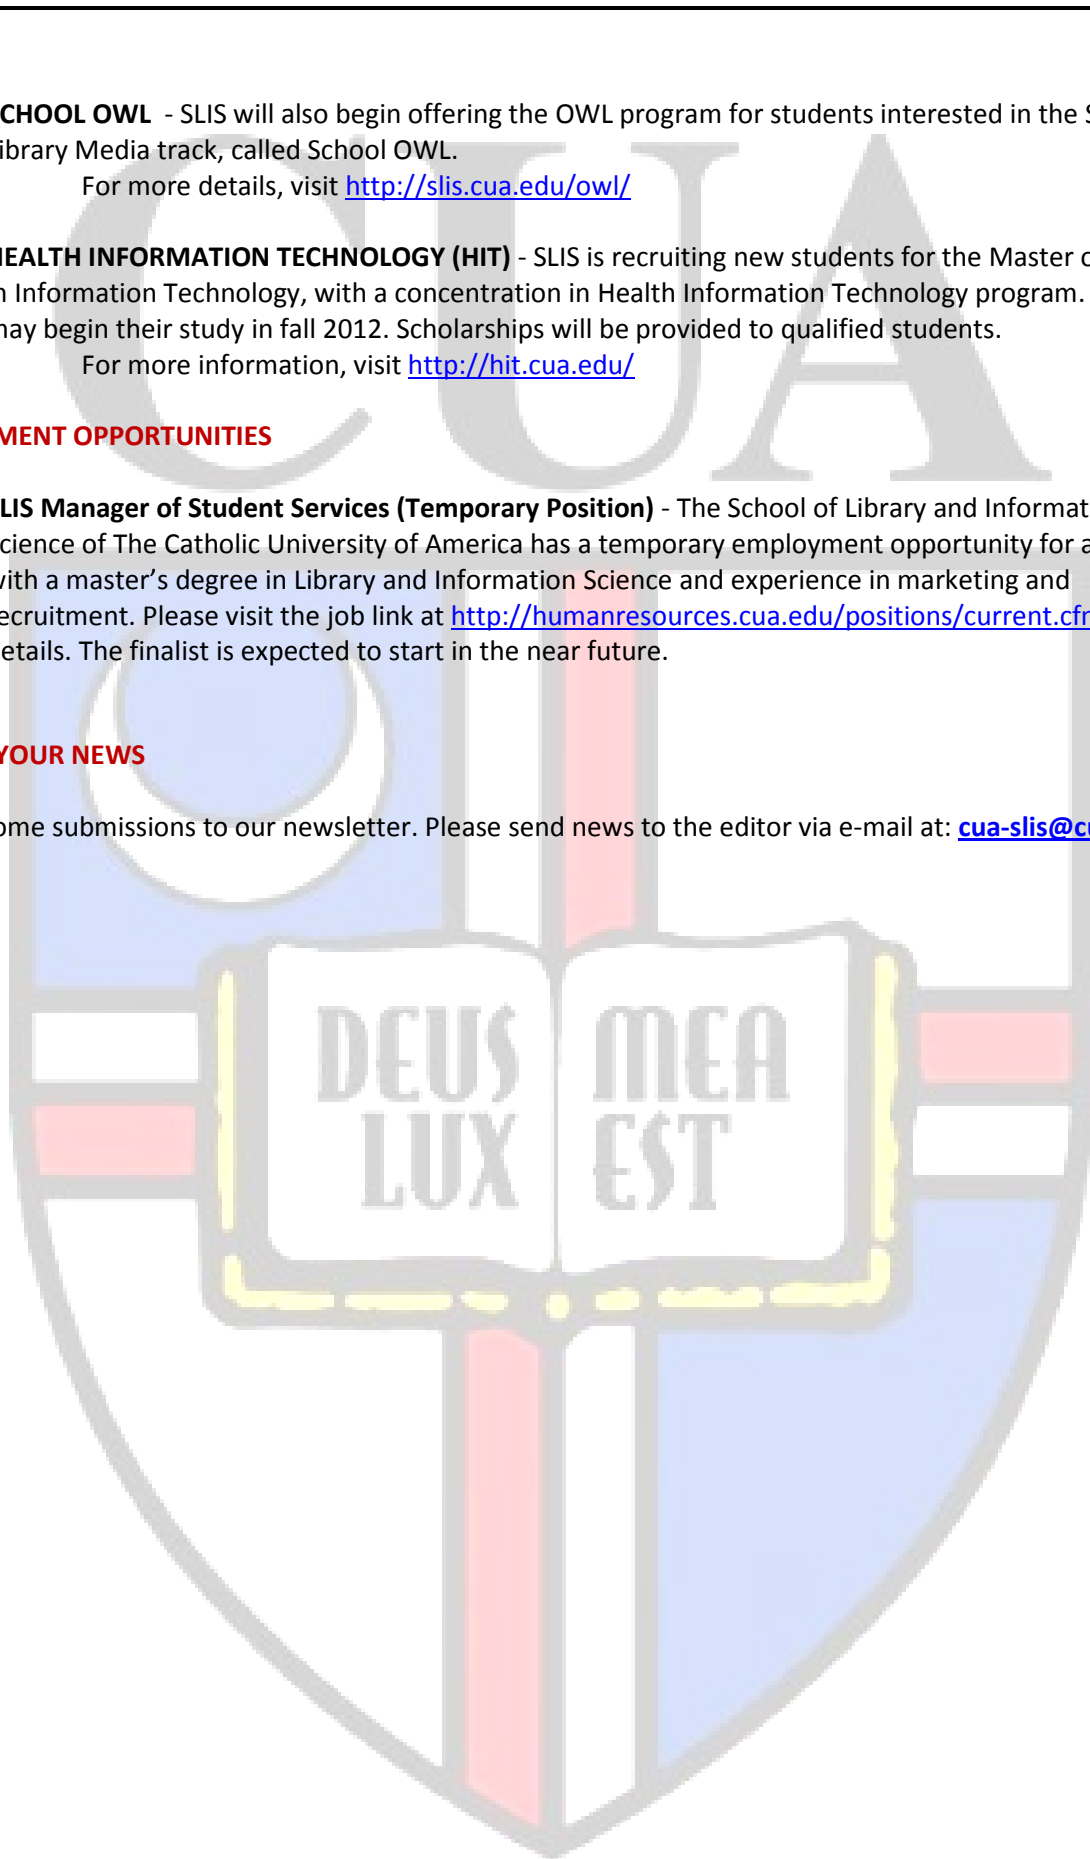 CHOOL OWL - SLIS will also begin offering the OWL program for students interested in the S
ibrary Media track, called School OWL.
For more details, visit http://slis.cua.edu/owl/
HEALTH INFORMATION TECHNOLOGY (HIT) - SLIS is recruiting new students for the Master o
n Information Technology, with a concentration in Health Information Technology program.
may begin their study in fall 2012. Scholarships will be provided to qualified students.
For more information, visit http://hit.cua.edu/
MENT OPPORTUNITIES
LIS Manager of Student Services (Temporary Position) - The School of Library and Informat
cience of The Catholic University of America has a temporary employment opportunity for a
with a master's degree in Library and Information Science and experience in marketing and
ecruitment. Please visit the job link at http://humanresources.cua.edu/positions/current.cfm
etails. The finalist is expected to start in the near future.
YOUR NEWS
ome submissions to our newsletter. Please send news to the editor via e-mail at: cua-slis@cu
CUA
DEUS MEA
LUX EST